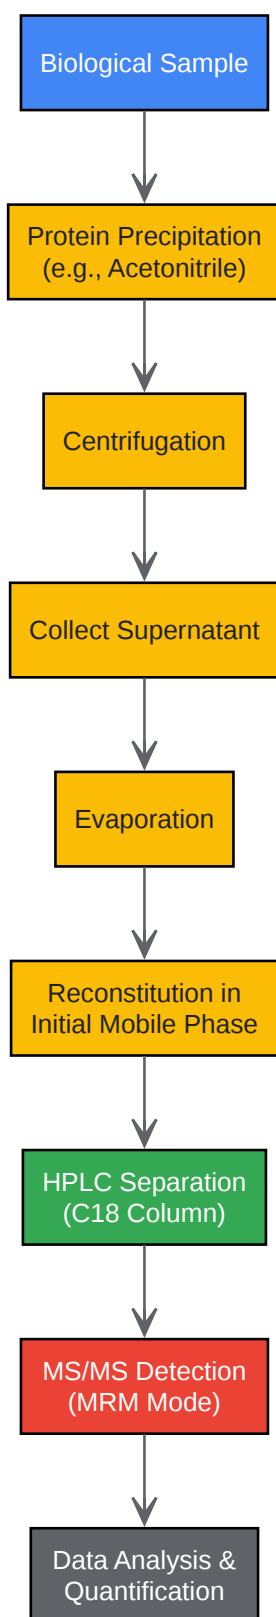 Biological Sample
Protein Precipitation
(e.g., Acetonitrile)
Centrifugation
Collect Supernatant
Evaporation
Reconstitution in
Initial Mobile Phase
HPLC Separation
(C18 Column)
MS/MS Detection
(MRM Mode)
Data Analysis &
Quantification